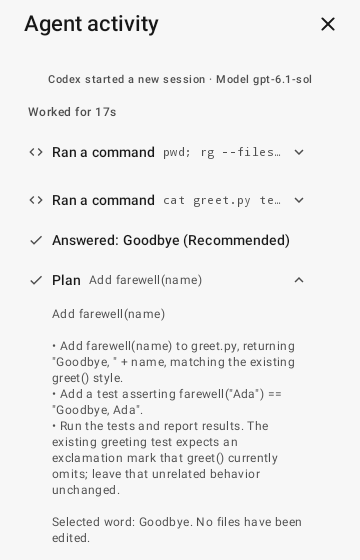 Agent activity
Codex started a new session · Model gpt-6.1-sol
Worked for 17s
Ran a command pwd; rg --files…
Ran a command cat greet.py te…
Answered: Goodbye (Recommended)
Plan Add farewell(name)
Add farewell(name)
• Add farewell(name) to greet.py, returning
"Goodbye, " + name, matching the existing
greet() style.
• Add a test asserting farewell("Ada") ==
"Goodbye, Ada".
• Run the tests and report results. The
existing greeting test expects an
exclamation mark that greet() currently
omits; leave that unrelated behavior
unchanged.
Selected word: Goodbye. No files have been
edited.